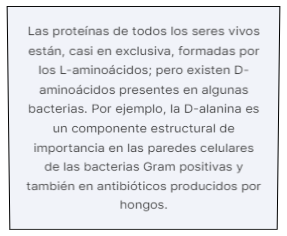 Las proteínas de todos los seres vivos
están, casi en exclusiva, formadas por
los L-aminoácidos; pero existen D-
aminoácidos presentes en algunas
bacterias. Por ejemplo, la D-alanina es
un componente estructural de
importancia en las paredes celulares
de las bacterias Gram positivas y
también en antibióticos producidos por
hongos.